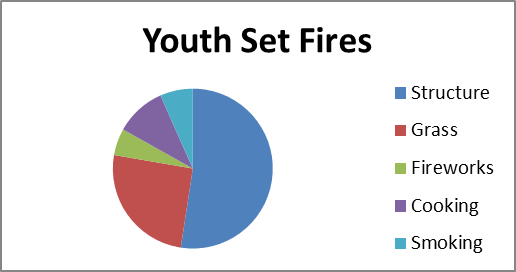 Youth Set Fires
Structure
Grass
Fireworks
Cooking
Smoking